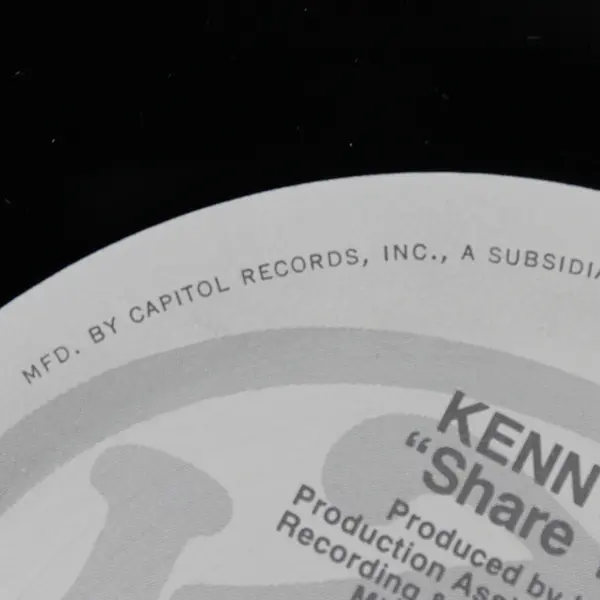 MFD. BY CAPITOL RECORDS, INC., A SUBSIDIA
KENN
“Share
Produced by
Production Ass
Recording &